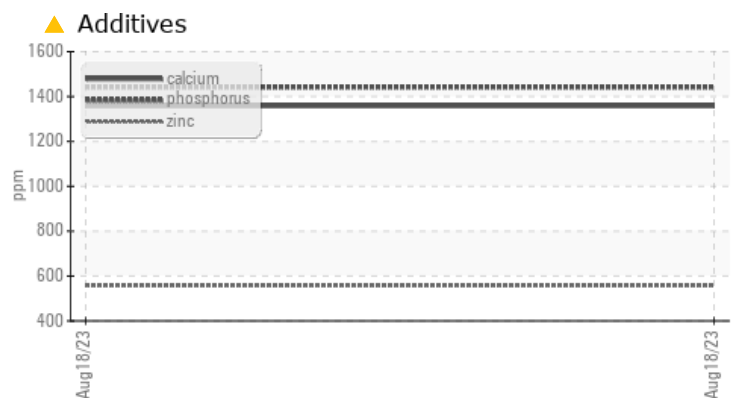 Additives
1600
calcium
phosphorus
zinc
1400
1200
1000
ppm
800
600
400
Aug18/23
Aug18/23